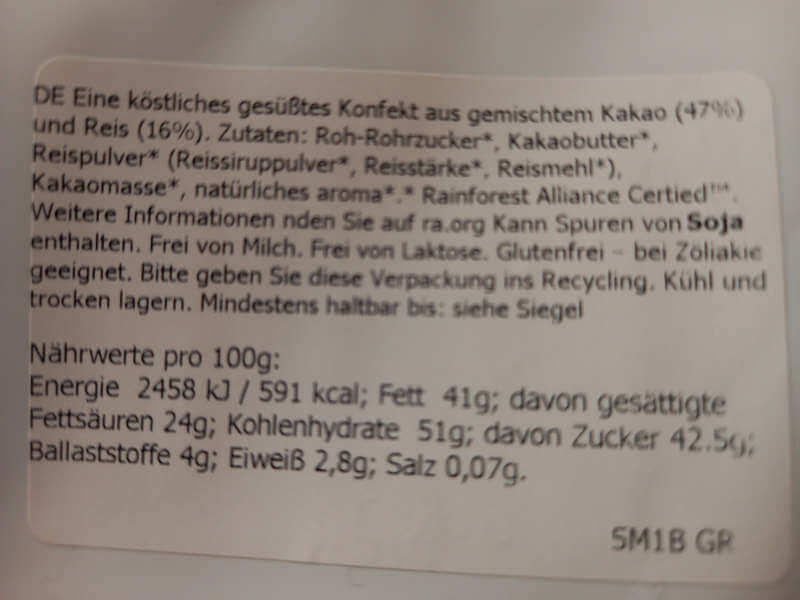 DE Eine köstliches gesüßtes Konfekt aus gemischtem Kakao (47%)
und Reis (16%). Zutaten: Roh-Rohrzucker*, Kakaobutter*,
Reispulver* (Reissiruppulver*, Reisstärke*, Reismehl*),
Kakaomasse*, natürliches aroma*.* Rainforest Alliance Certied™.
Weitere Informationen nden Sie auf ra.org Kann Spuren von Soja
enthalten. Frei von Milch. Frei von Laktose. Glutenfrei – bei Zöliakie
geeignet. Bitte geben Sie diese Verpackung ins Recycling. Kühl und
trocken lagern. Mindestens haltbar bis: siehe Siegel
Nährwerte pro 100g:
Energie 2458 kJ / 591 kcal; Fett 41g; davon gesättigte
Fettsäuren 24g; Kohlenhydrate 51g; davon Zucker 42.5g;
Ballaststoffe 4g; Eiweiß 2,8g; Salz 0,07g.
5M1B GR